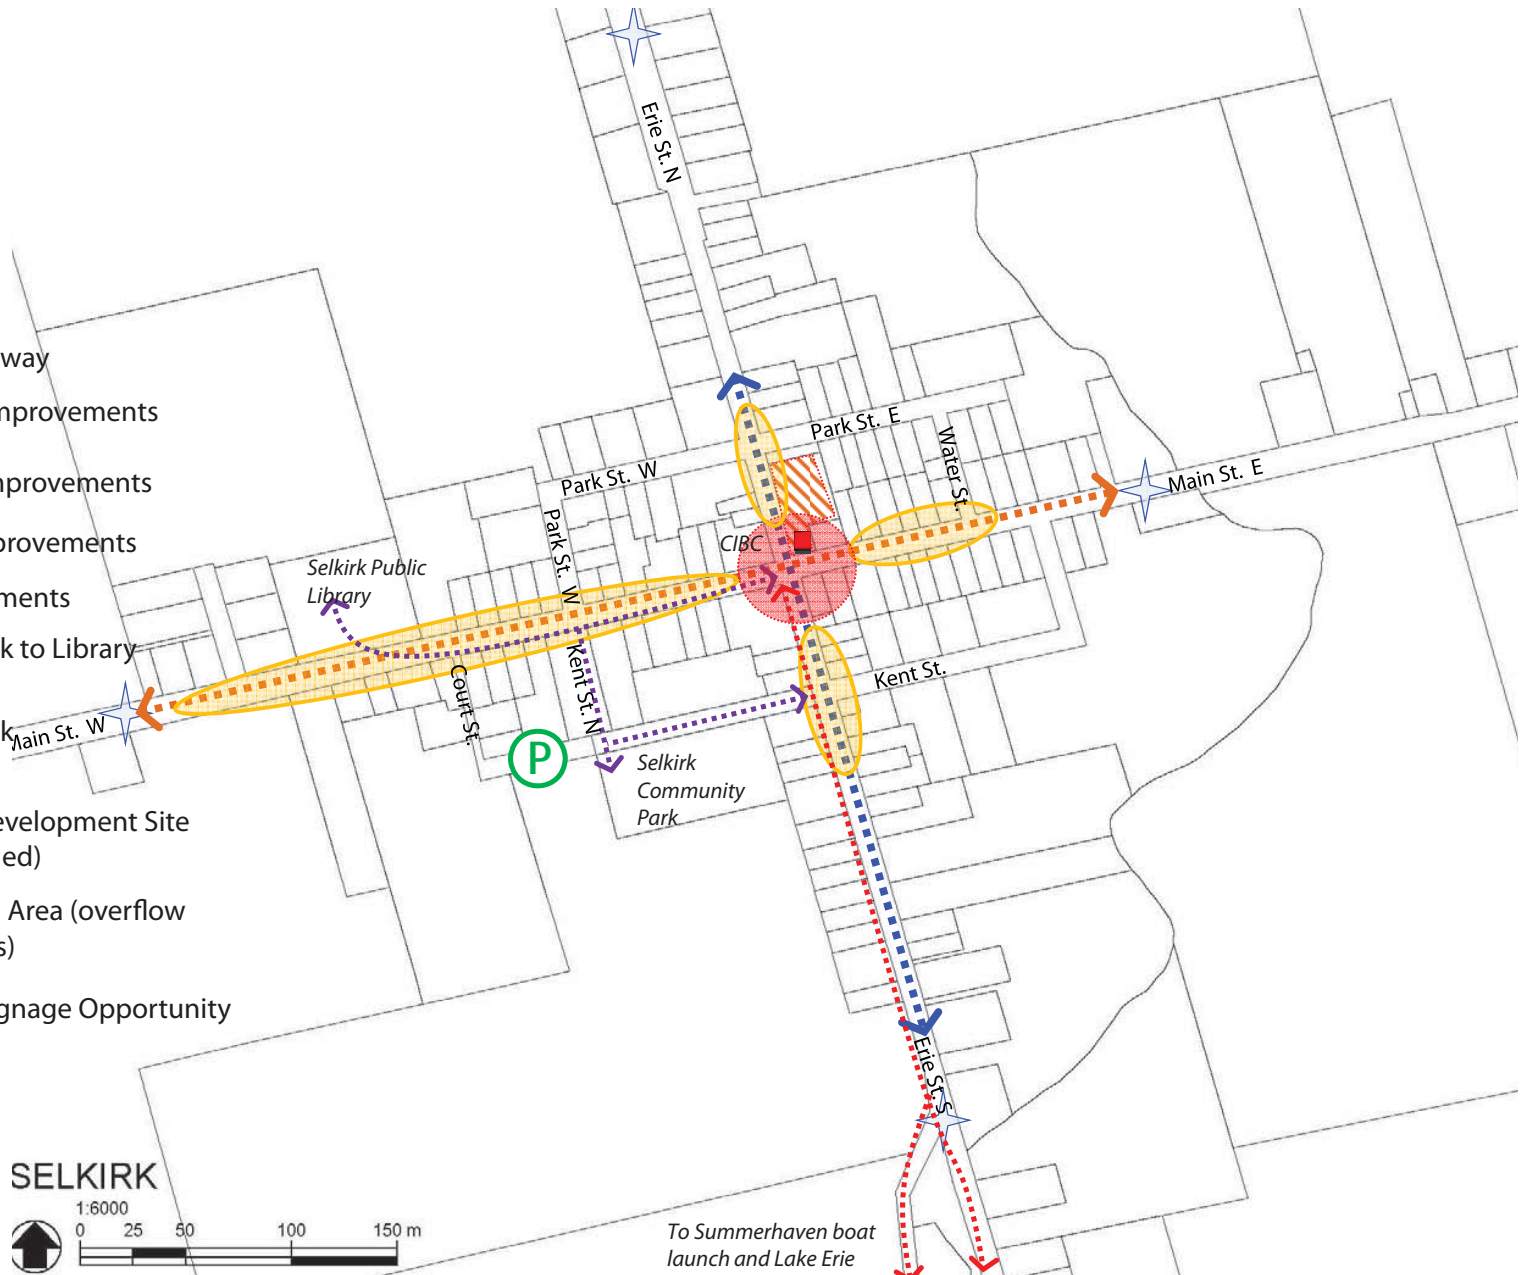 Erie St. N
way
mprovements
Park St. E
Water St.
nprovements
Main St. E
Park St. W
Park St. W
provements
CIBC
Selkirk Public
Library
ments
k to Library
Kent St.
Court St.
Kent St. N
Main St. W
k
P
Selkirk
Community
Park
evelopment Site
ed)
Area (overflow
s)
gnage Opportunity
Erie St. S
SELKIRK
1:6000
0 25 50 100 150 m
To Summerhaven boat
launch and Lake Erie